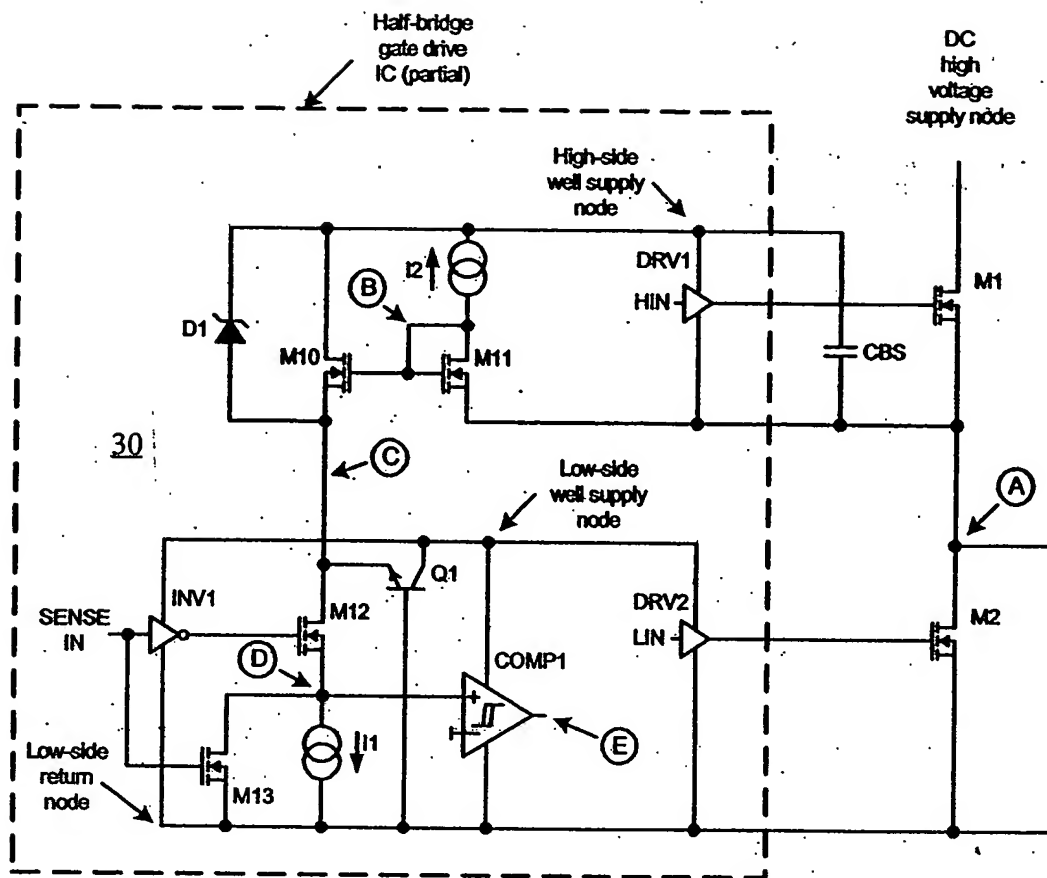 Half-bridge
gate drive
IC (partial)
DC
high
voltage
supply node
High-side
well supply
node
I2
B
DRV1
HIN
M1
D1
M10
M11
CBS
30
C
Low-side
well supply
node
A
Q1
INV1
SENSE
IN
M12
DRV2
LIN
M2
D
COMP1
+
E
I1
Low-side
return
node
M13